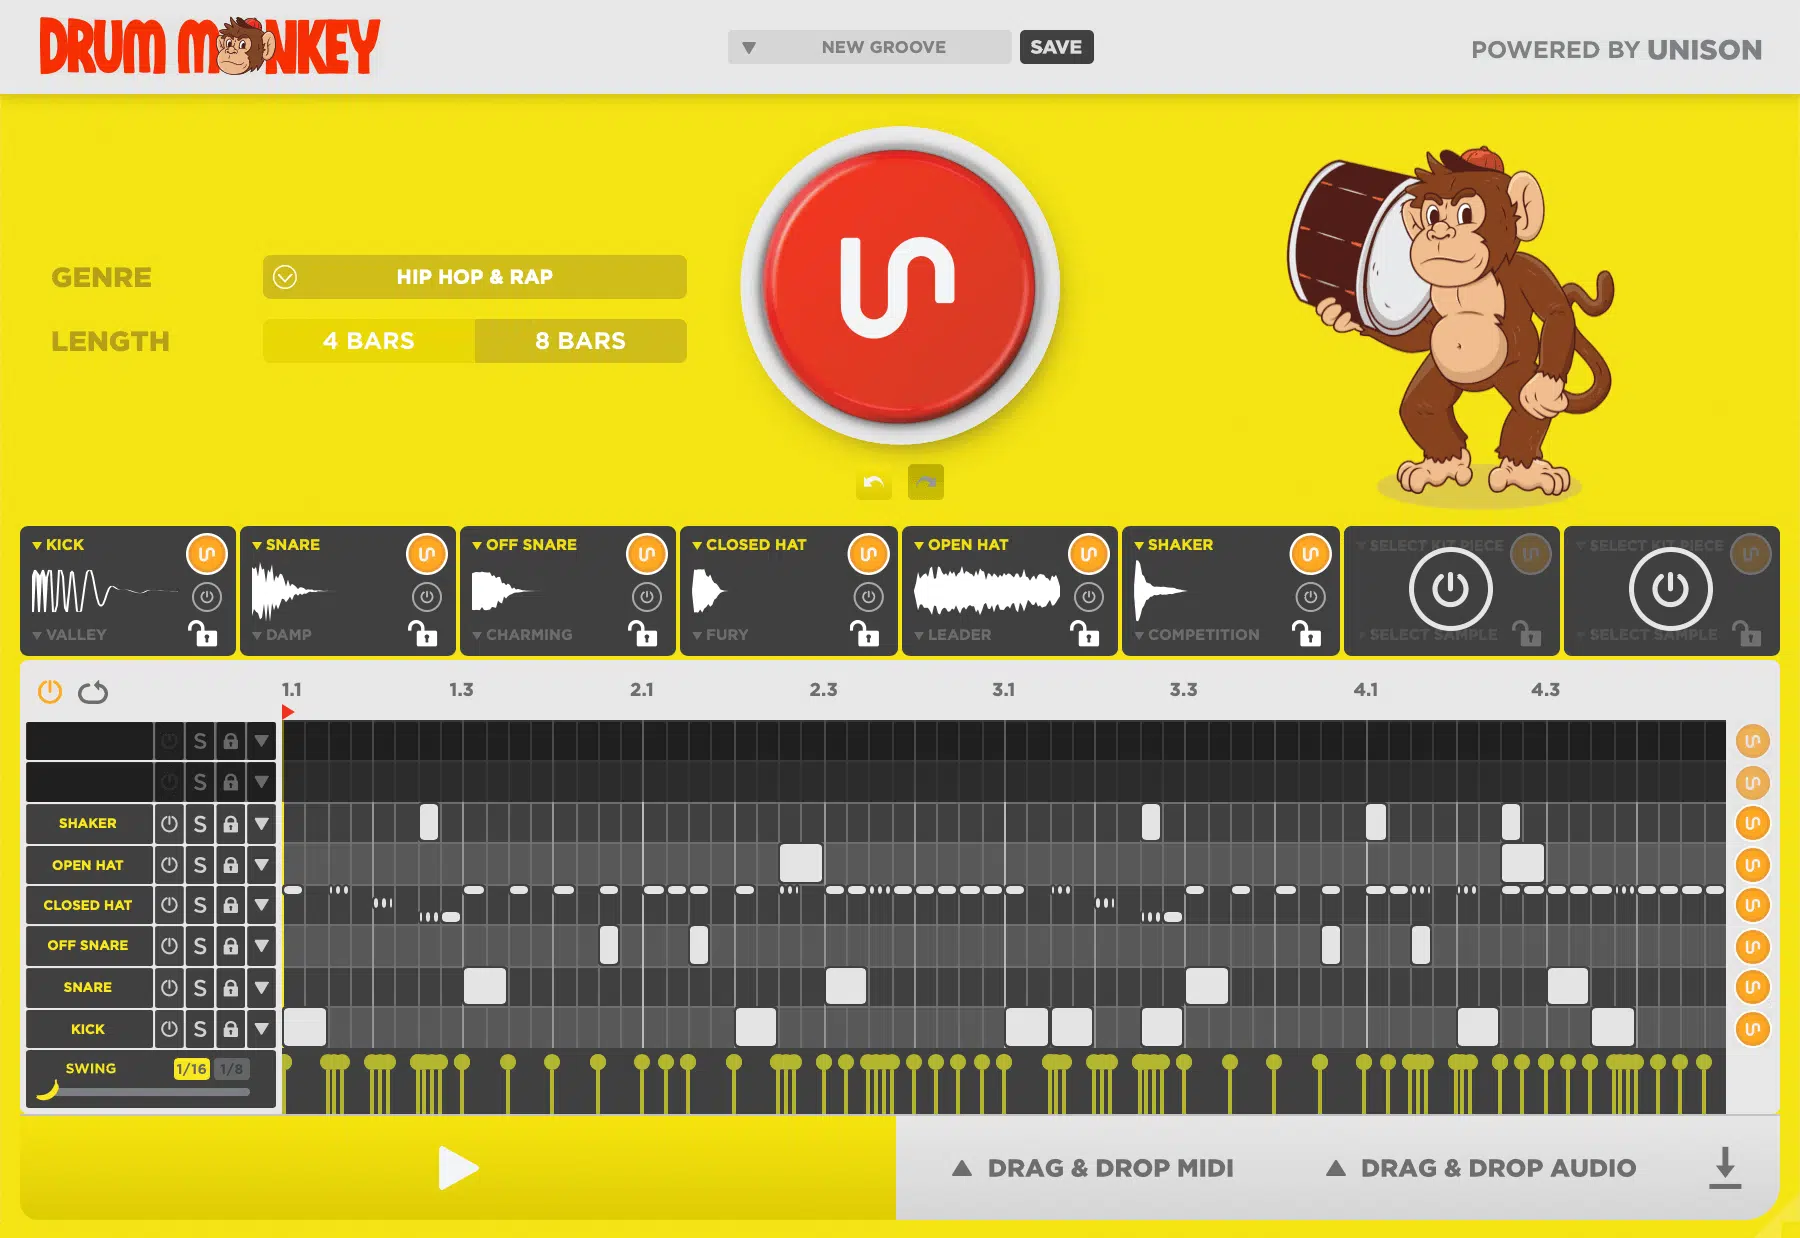 DRUM MONKEY
NEW GROOVE
SAVE
POWERED BY UNISON
GENRE
HIP HOP & RAP
LENGTH
4 BARS
8 BARS
KICK
SNARE
OFF SNARE
CLOSED HAT
OPEN HAT
SHAKER
SELECT KIT PIECE
SELECT KIT PIECE
VALLEY
DAMP
CHARMING
FURY
LEADER
COMPETITION
SELECT SAMPLE
SELECT SAMPLE
1.1
1.3
2.1
2.3
3.1
3.3
4.1
4.3
S
S
SHAKER S
OPEN HAT S
CLOSED HAT S
OFF SNARE S
SNARE S
KICK S
SWING 1/16 1/8
DRAG & DROP MIDI
DRAG & DROP AUDIO